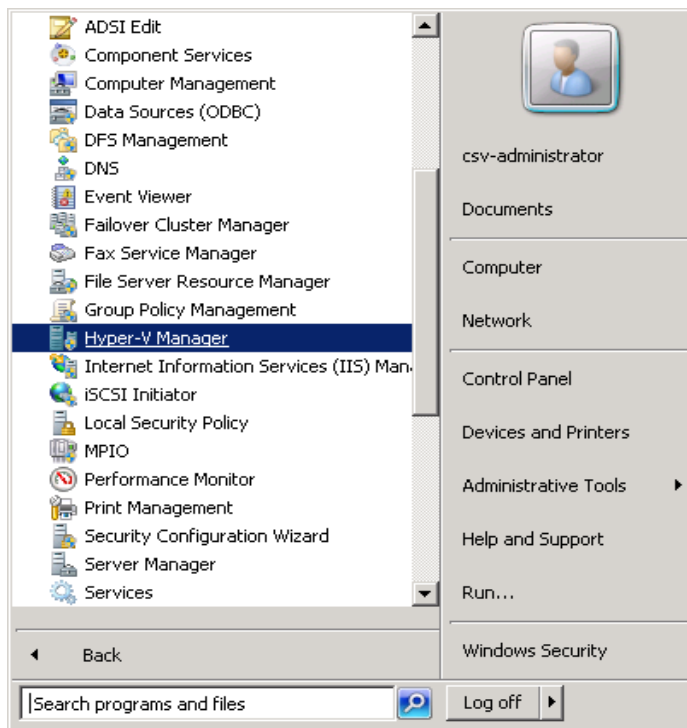 ADSI Edit
Component Services
Computer Management
Data Sources (ODBC)
DFS Management
DNS
Event Viewer
Failover Cluster Manager
Fax Service Manager
File Server Resource Manager
Group Policy Management
Hyper-V Manager
Internet Information Services (IIS) Man
iSCSI Initiator
Local Security Policy
MPIO
Performance Monitor
Print Management
Security Configuration Wizard
Server Manager
Services
Back
Search programs and files
csv-administrator
Documents
Computer
Network
Control Panel
Devices and Printers
Administrative Tools
Help and Support
Run...
Windows Security
Log off